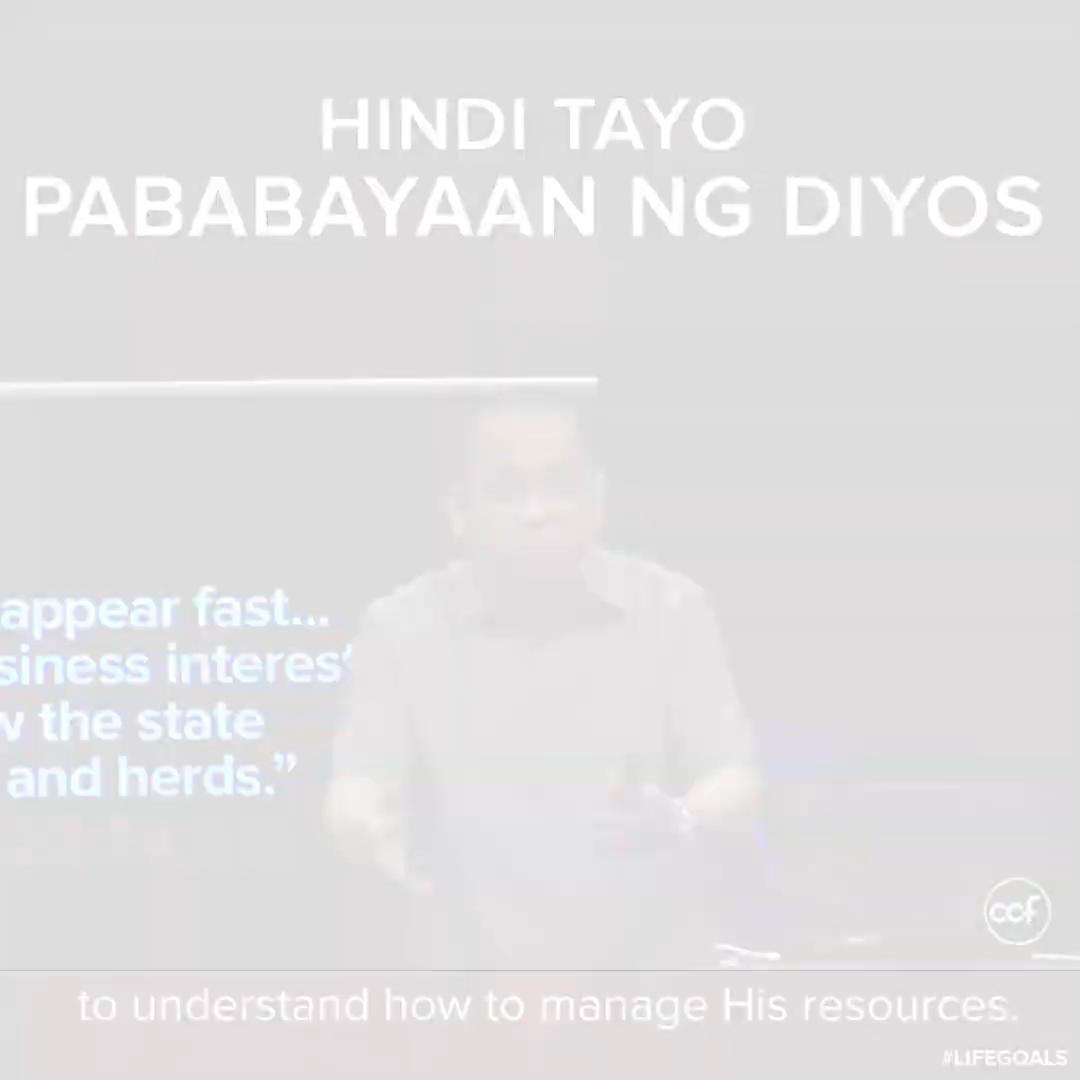 HINDI TAYO
PABABAYAAN NG DIYOS
appear fast...
siness interes
w the state
and herds.”
ccf
to understand how to manage His resources.
#LIFEGOALS